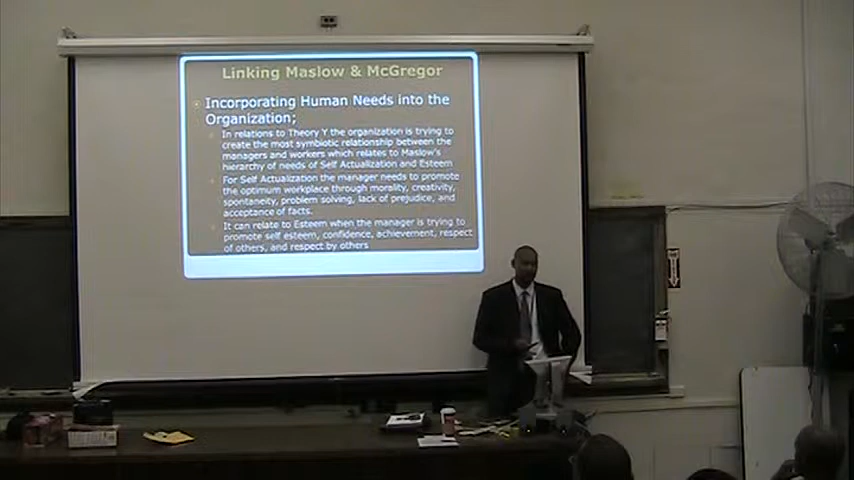 Linking Maslow & McGregor
Incorporating Human Needs into the
Organization;
In relations to Theory Y the organization is trying to
create the most symbiotic relationship between the
managers and workers which relates to Maslow's
hierarchy of needs of Self Actualization and Esteem
For Self Actualization the manager needs to promote
the optimum workplace through morality, creativity,
spontaneity, problem solving, lack of prejudice, and
acceptance of facts.
It can relate to Esteem when the manager is trying to
promote self esteem, confidence, achievement, respect
of others, and respect by others